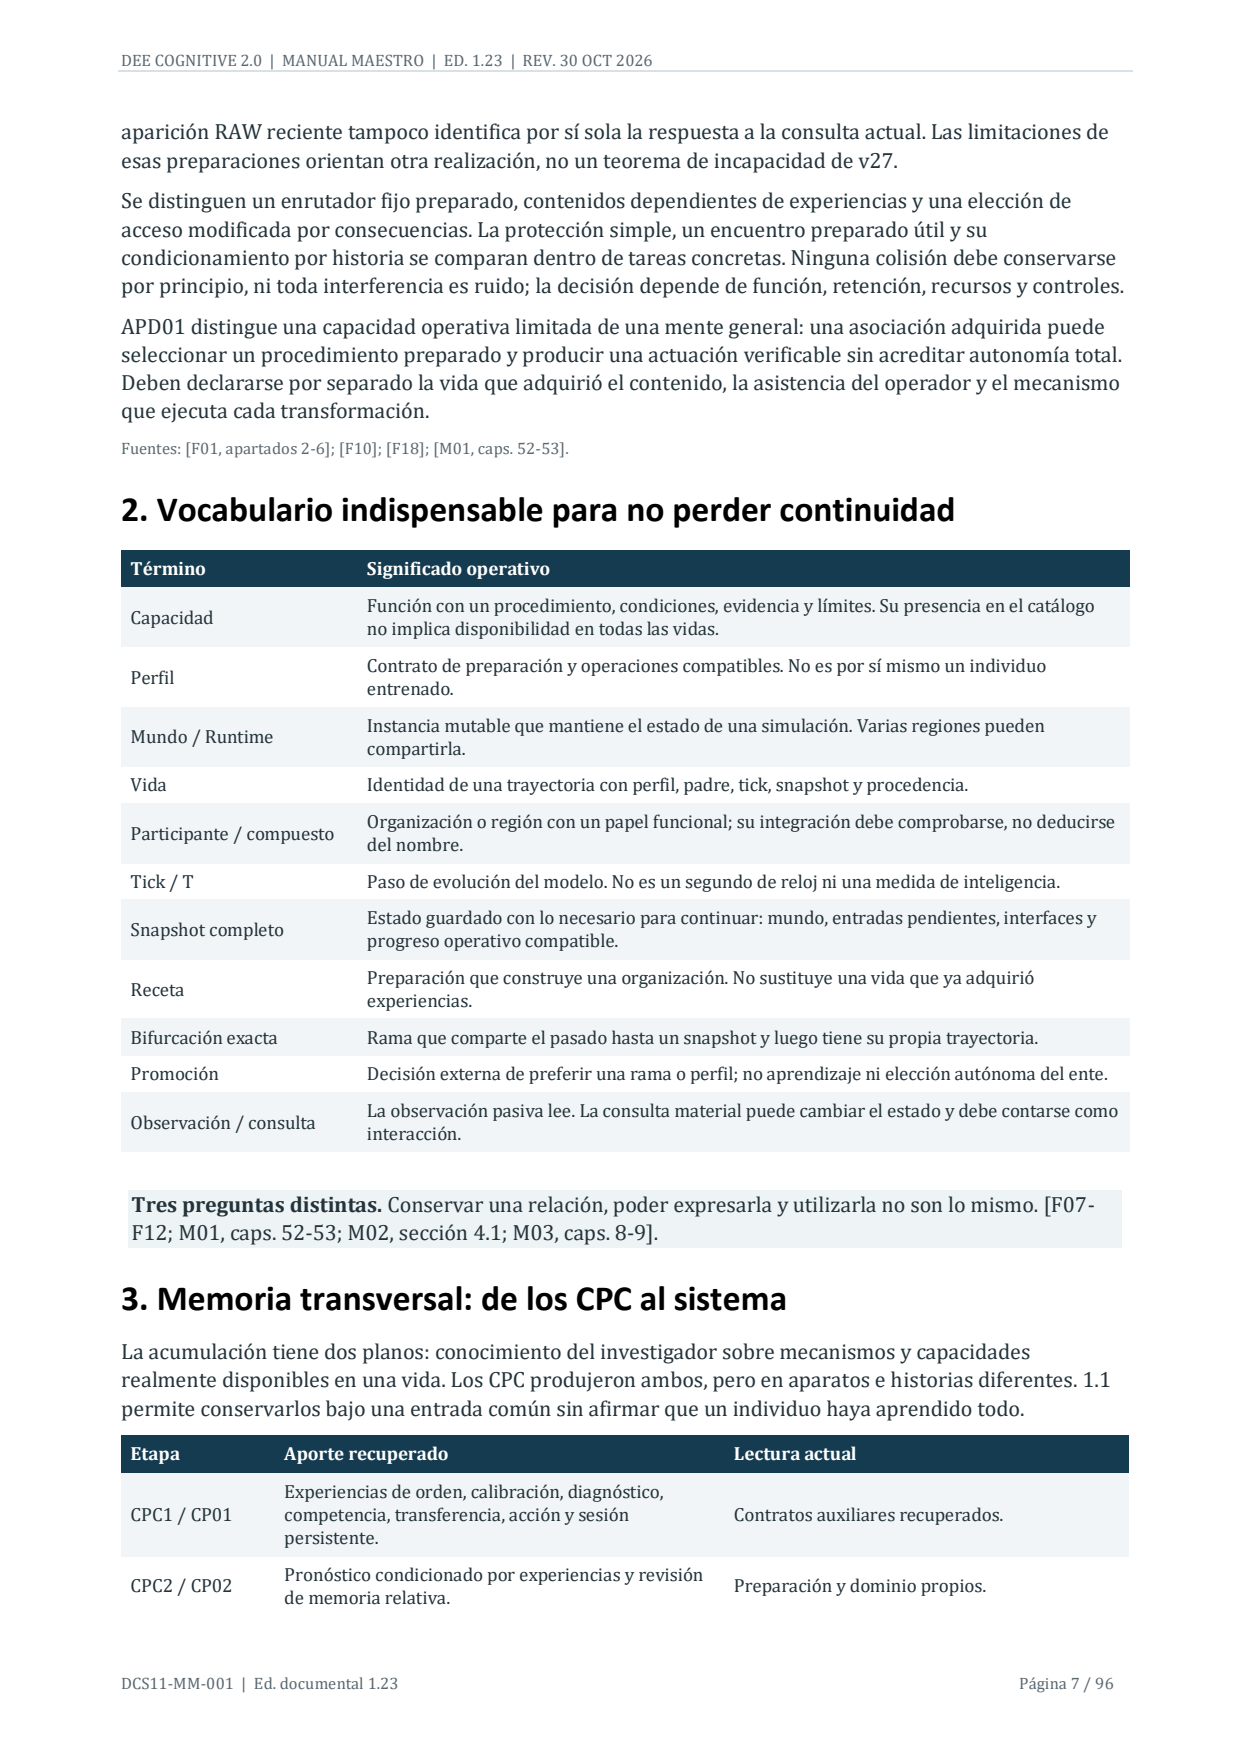 DEE COGNITIVE 2.0 | MANUAL MAESTRO | ED. 1.23 | REV. 30 OCT 2026
aparición RAW reciente tampoco identifica por sí sola la respuesta a la consulta actual. Las limitaciones de
esas preparaciones orientan otra realización, no un teorema de incapacidad de v27.
Se distinguen un enrutador fijo preparado, contenidos dependientes de experiencias y una elección de
acceso modificada por consecuencias. La protección simple, un encuentro preparado útil y su
condicionamiento por historia se comparan dentro de tareas concretas. Ninguna colisión debe conservarse
por principio, ni toda interferencia es ruido; la decisión depende de función, retención, recursos y controles.
APD01 distingue una capacidad operativa limitada de una mente general: una asociación adquirida puede
seleccionar un procedimiento preparado y producir una actuación verificable sin acreditar autonomía total.
Deben declararse por separado la vida que adquirió el contenido, la asistencia del operador y el mecanismo
que ejecuta cada transformación.
Fuentes: [F01, apartados 2-6]; [F10]; [F18]; [M01, caps. 52-53].
2. Vocabulario indispensable para no perder continuidad
Término Significado operativo
Capacidad Función con un procedimiento, condiciones, evidencia y límites. Su presencia en el catálogo
no implica disponibilidad en todas las vidas.
Perfil Contrato de preparación y operaciones compatibles. No es por sí mismo un individuo
entrenado.
Mundo / Runtime Instancia mutable que mantiene el estado de una simulación. Varias regiones pueden
compartirla.
Vida Identidad de una trayectoria con perfil, padre, tick, snapshot y procedencia.
Participante / compuesto Organización o región con un papel funcional; su integración debe comprobarse, no deducirse
del nombre.
Tick / T Paso de evolución del modelo. No es un segundo de reloj ni una medida de inteligencia.
Snapshot completo Estado guardado con lo necesario para continuar: mundo, entradas pendientes, interfaces y
progreso operativo compatible.
Receta Preparación que construye una organización. No sustituye una vida que ya adquirió
experiencias.
Bifurcación exacta Rama que comparte el pasado hasta un snapshot y luego tiene su propia trayectoria.
Promoción Decisión externa de preferir una rama o perfil; no aprendizaje ni elección autónoma del ente.
Observación / consulta La observación pasiva lee. La consulta material puede cambiar el estado y debe contarse como
interacción.
Tres preguntas distintas. Conservar una relación, poder expresarla y utilizarla no son lo mismo. [F07-
F12; M01, caps. 52-53; M02, sección 4.1; M03, caps. 8-9].
3. Memoria transversal: de los CPC al sistema
La acumulación tiene dos planos: conocimiento del investigador sobre mecanismos y capacidades
realmente disponibles en una vida. Los CPC produjeron ambos, pero en aparatos e historias diferentes. 1.1
permite conservarlos bajo una entrada común sin afirmar que un individuo haya aprendido todo.
Etapa Aporte recuperado Lectura actual
CPC1 / CP01 Experiencias de orden, calibración, diagnóstico,
competencia, transferencia, acción y sesión
persistente. Contratos auxiliares recuperados.
CPC2 / CP02 Pronóstico condicionado por experiencias y revisión
de memoria relativa. Preparación y dominio propios.
DCS11-MM-001 | Ed. documental 1.23 Página 7 / 96